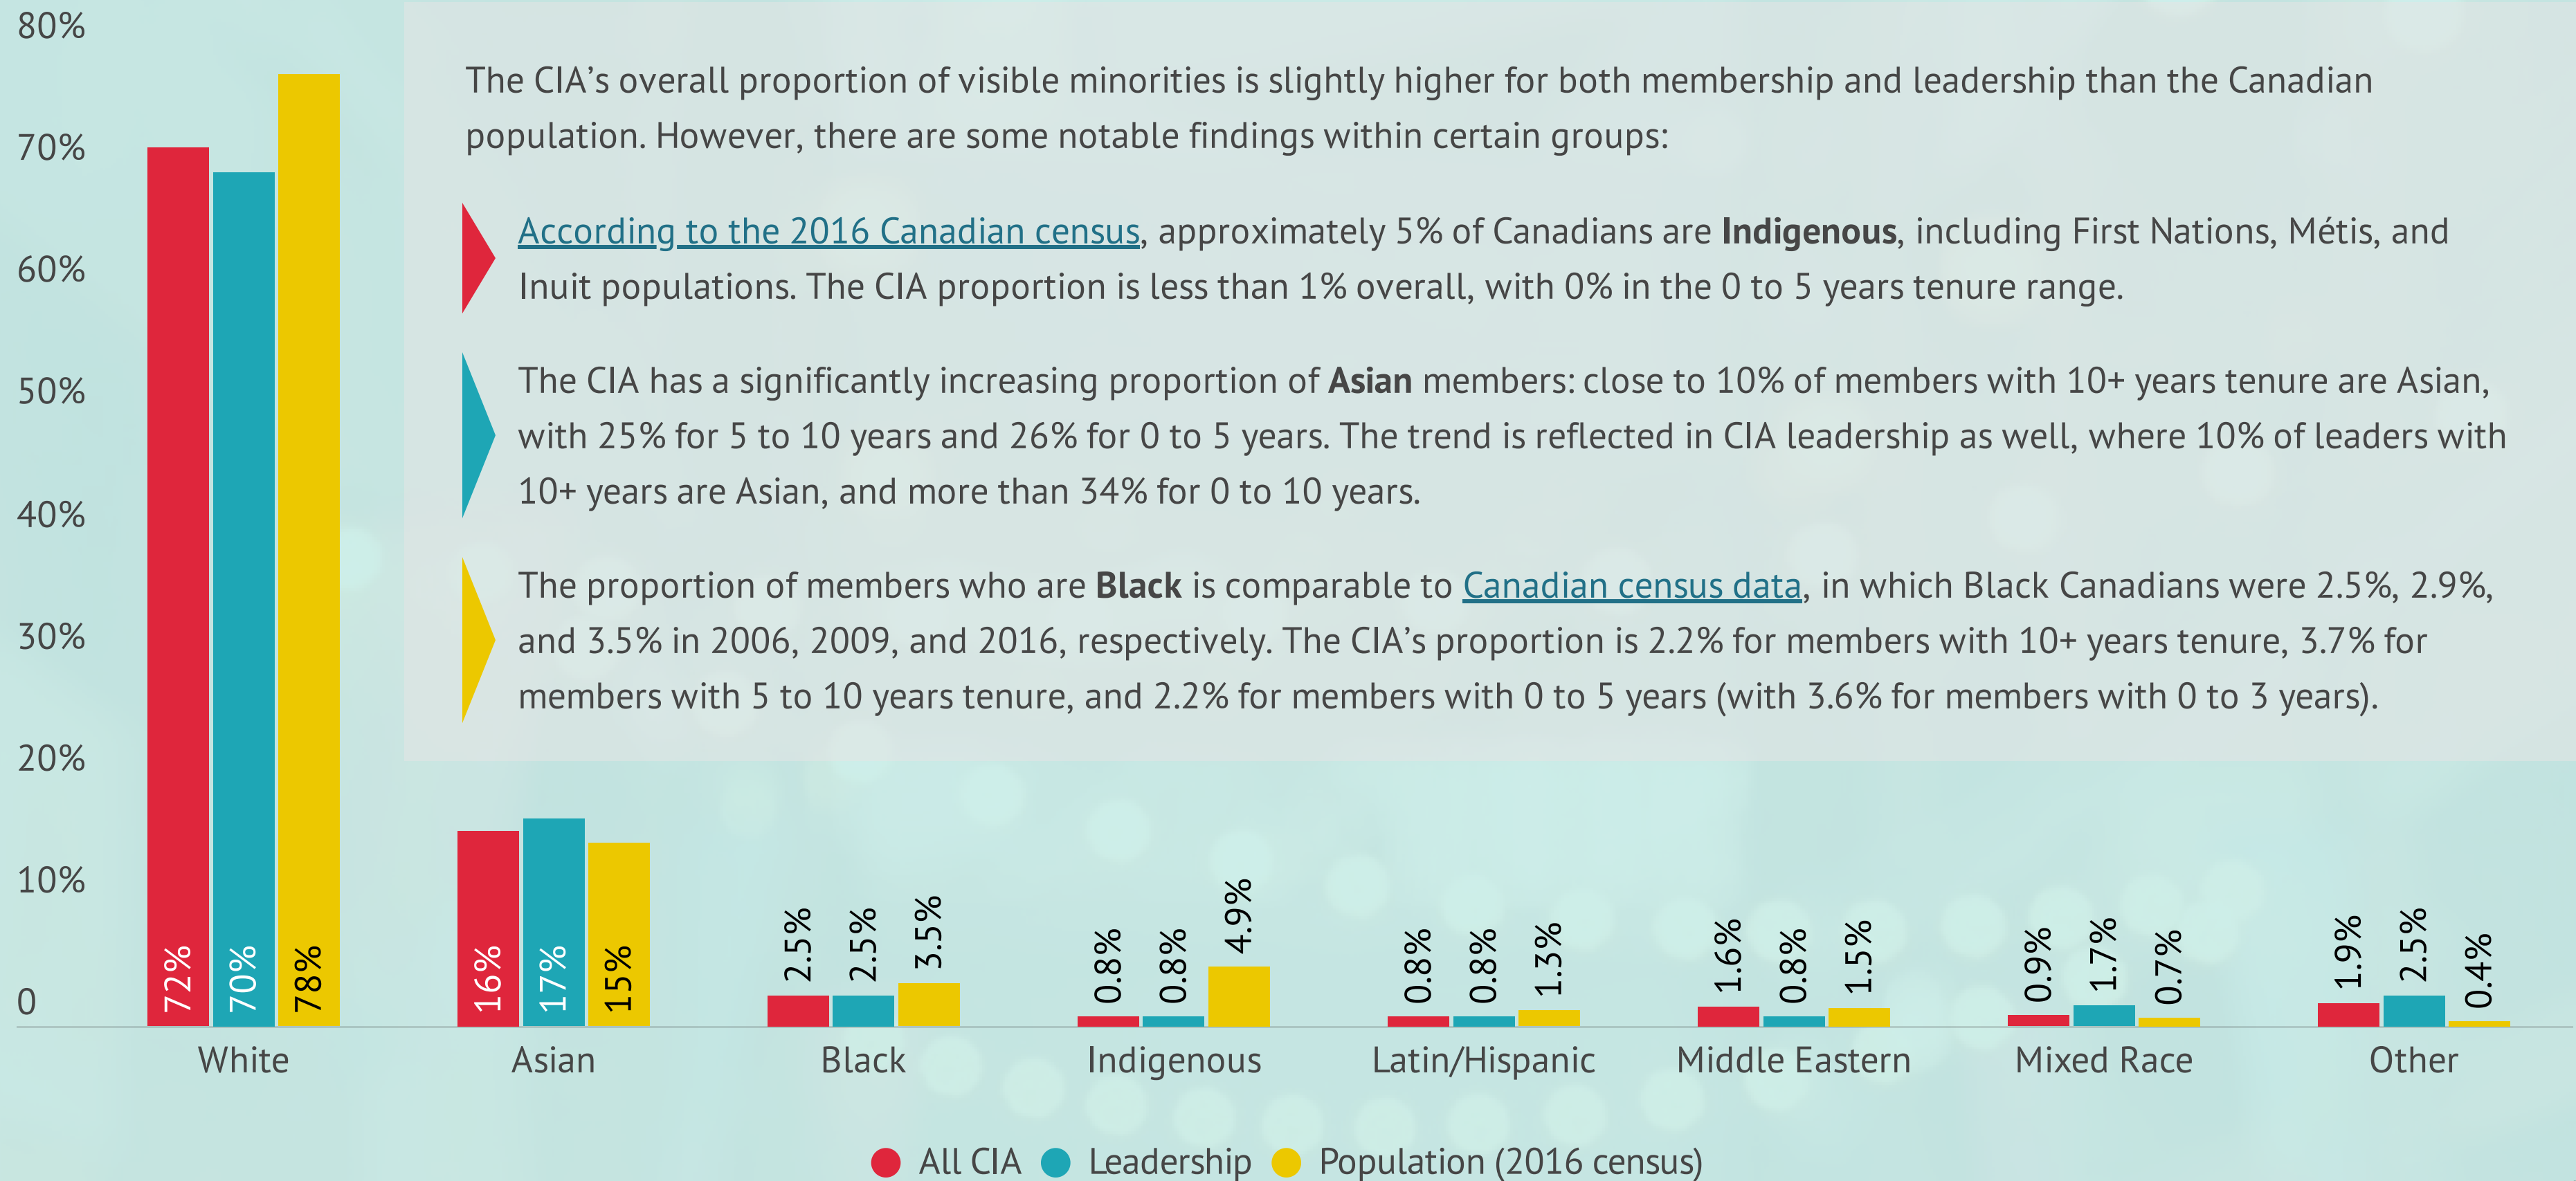 80%
70%
60%
50%
40%
30%
20%
10%
0
The CIA’s overall proportion of visible minorities is slightly higher for both membership and leadership than the Canadian
population. However, there are some notable findings within certain groups:
According to the 2016 Canadian census, approximately 5% of Canadians are Indigenous, including First Nations, Métis, and
Inuit populations. The CIA proportion is less than 1% overall, with 0% in the 0 to 5 years tenure range.
The CIA has a significantly increasing proportion of Asian members: close to 10% of members with 10+ years tenure are Asian,
with 25% for 5 to 10 years and 26% for 0 to 5 years. The trend is reflected in CIA leadership as well, where 10% of leaders with
10+ years are Asian, and more than 34% for 0 to 10 years.
The proportion of members who are Black is comparable to Canadian census data, in which Black Canadians were 2.5%, 2.9%,
and 3.5% in 2006, 2009, and 2016, respectively. The CIA’s proportion is 2.2% for members with 10+ years tenure, 3.7% for
members with 5 to 10 years tenure, and 2.2% for members with 0 to 5 years (with 3.6% for members with 0 to 3 years).
72%
70%
78%
16%
17%
15%
2.5%
2.5%
3.5%
0.8%
0.8%
4.9%
0.8%
0.8%
1.3%
1.6%
0.8%
1.5%
0.9%
1.7%
0.7%
1.9%
2.5%
0.4%
White
Asian
Black
Indigenous
Latin/Hispanic
Middle Eastern
Mixed Race
Other
All CIA
Leadership
Population (2016 census)